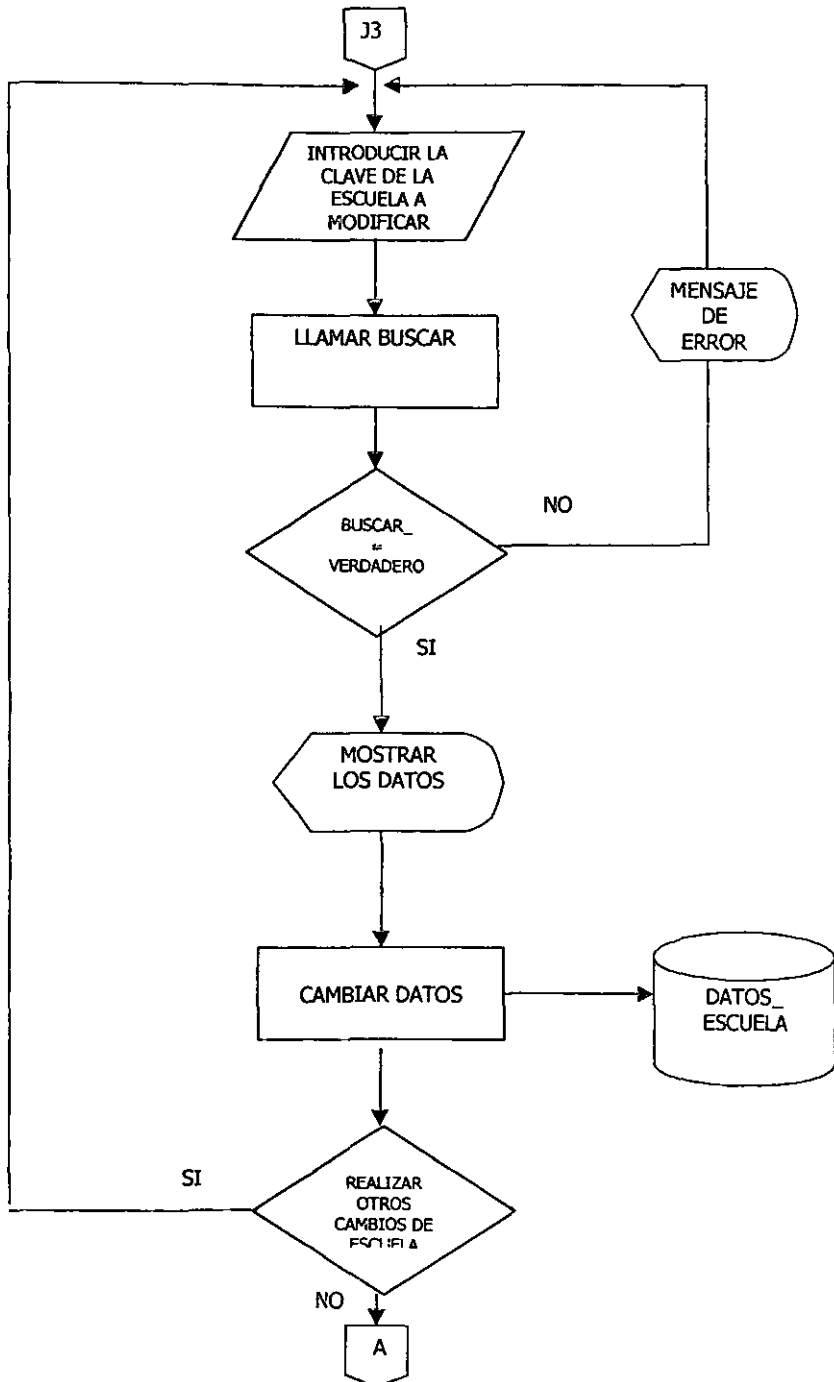 J3
INTRODUCIR LA
CLAVE DE LA
ESCUELA A
MODIFICAR
LLAMAR BUSCAR
MENSAJE
DE
ERROR
BUSCAR_
=
VERDADERO
NO
SI
MOSTRAR
LOS DATOS
CAMBIAR DATOS
DATOS_
ESCUELA
SI
REALIZAR
OTROS
CAMBIOS DE
ESCUELA
NO
A